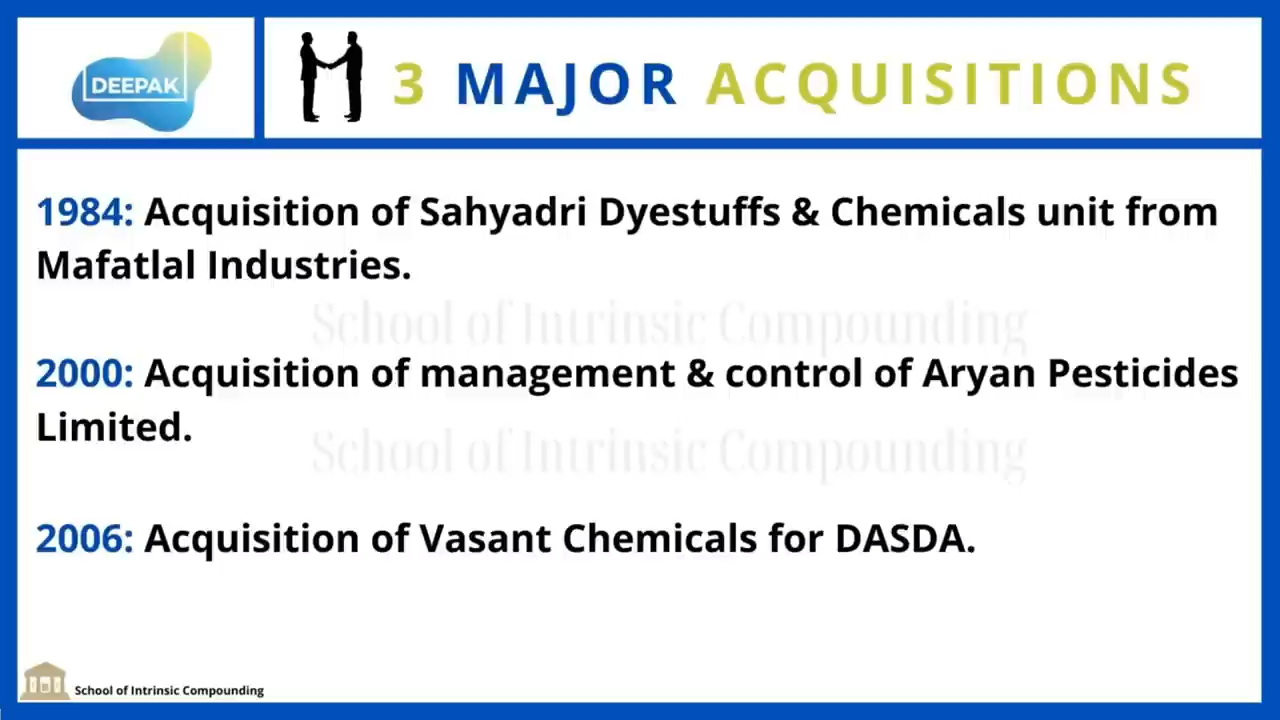 DEEPAK
3 MAJOR ACQUISITIONS
1984: Acquisition of Sahyadri Dyestuffs & Chemicals unit from
Mafatlal Industries.
School of Intrinsic Compounding
2000: Acquisition of management & control of Aryan Pesticides
Limited.
School of Intrinsic Compounding
2006: Acquisition of Vasant Chemicals for DASDA.
School of Intrinsic Compounding